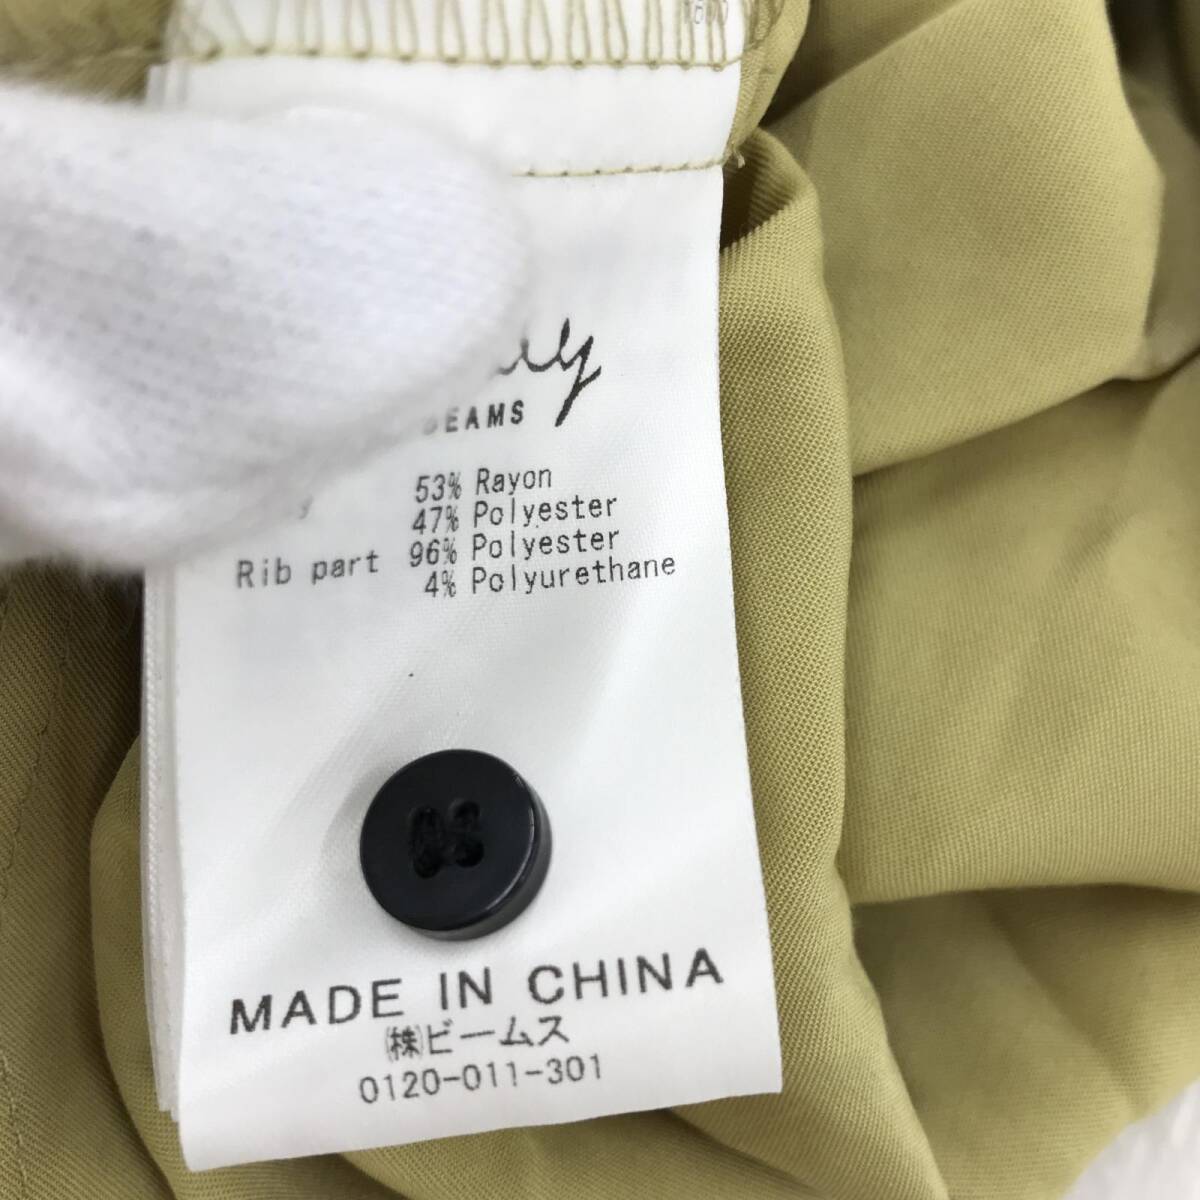 BEAMS
53% Rayon
47% Polyester
Rib part 96% Polyester
4% Polyurethane
MADE IN CHINA
㈱ビームス
0120-011-301